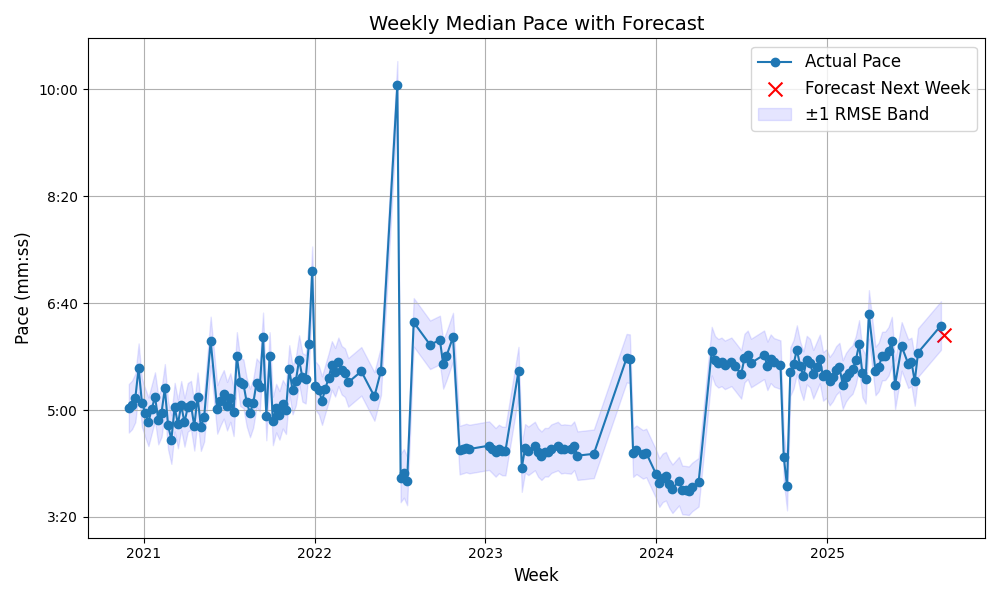 Weekly Median Pace with Forecast
Actual Pace
Forecast Next Week
±1 RMSE Band
Pace (mm:ss)
10:00
8:20
6:40
5:00
3:20
2021 2022 2023 2024 2025
Week